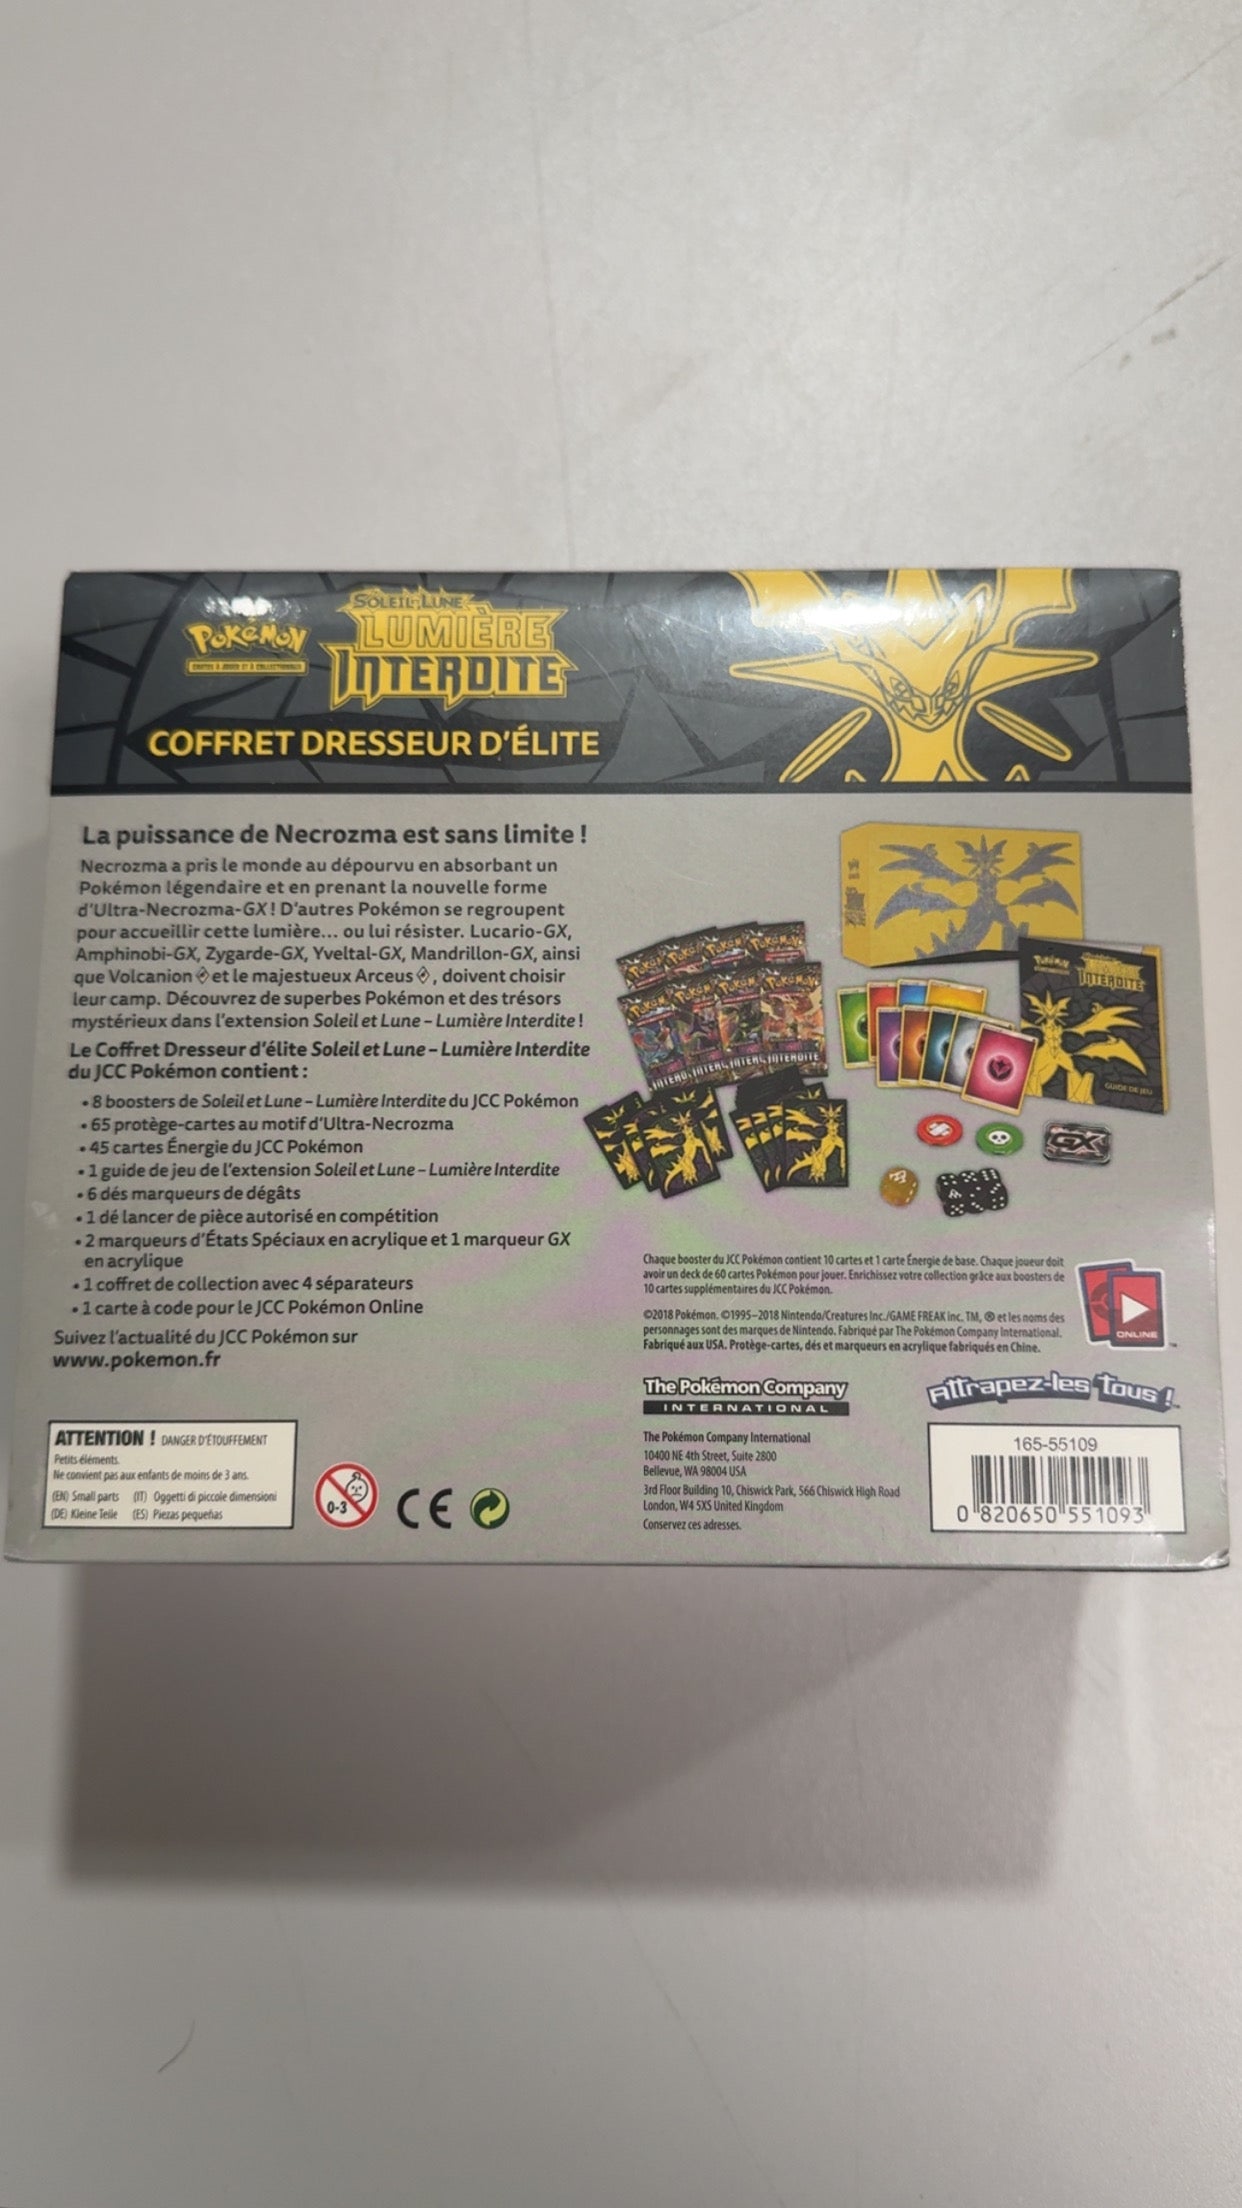 Pokémon
CARTES À JOUER ET À COLLECTIONNER
SOLEIL & LUNE
LUMIÈRE
INTERDITE
COFFRET DRESSEUR D'ÉLITE
La puissance de Necrozma est sans limite !
Necrozma a pris le monde au dépourvu en absorbant un
Pokémon légendaire et en prenant la nouvelle forme
d'Ultra-Necrozma-GX ! D'autres Pokémon se regroupent
pour accueillir cette lumière... ou lui résister. Lucario-GX,
Amphinobi-GX, Zygarde-GX, Yveltal-GX, Mandrillon-GX, ainsi
que Volcanion et le majestueux Arceus , doivent choisir
leur camp. Découvrez de superbes Pokémon et des trésors
mystérieux dans l'extension Soleil et Lune – Lumière Interdite !
Le Coffret Dresseur d'élite Soleil et Lune – Lumière Interdite
du JCC Pokémon contient :
• 8 boosters de Soleil et Lune – Lumière Interdite du JCC Pokémon
• 65 protège-cartes au motif d'Ultra-Necrozma
• 45 cartes Énergie du JCC Pokémon
• 1 guide de jeu de l'extension Soleil et Lune – Lumière Interdite
• 6 dés marqueurs de dégâts
• 1 dé lancer de pièce autorisé en compétition
• 2 marqueurs d'États Spéciaux en acrylique et 1 marqueur GX
en acrylique
• 1 coffret de collection avec 4 séparateurs
• 1 carte à code pour le JCC Pokémon Online
Suivez l'actualité du JCC Pokémon sur
www.pokemon.fr
Pokémon
INTERDITE
GUIDE DE JEU
GX
Chaque booster du JCC Pokémon contient 10 cartes et 1 carte Énergie de base. Chaque joueur doit
avoir un deck de 60 cartes Pokémon pour jouer. Enrichissez votre collection grâce aux boosters de
10 cartes supplémentaires du JCC Pokémon.
©2018 Pokémon. ©1995–2018 Nintendo/Creatures Inc./GAME FREAK inc. TM, ® et les noms des
personnages sont des marques de Nintendo. Fabriqué par The Pokémon Company International.
Fabriqué aux USA. Protège-cartes, dés et marqueurs en acrylique fabriqués en Chine.
ONLINE
The Pokémon Company
INTERNATIONAL
Attrapez-les Tous !
The Pokémon Company International
10400 NE 4th Street, Suite 2800
Bellevue, WA 98004 USA
3rd Floor Building 10, Chiswick Park, 566 Chiswick High Road
London, W4 5XS United Kingdom
Conservez ces adresses.
165-55109
0 820650 551093
ATTENTION ! DANGER D'ÉTOUFFEMENT
Petits éléments.
Ne convient pas aux enfants de moins de 3 ans.
(EN) Small parts (IT) Oggetti di piccole dimensioni
(DE) Kleine Teile (ES) Piezas pequeñas
0-3
CE